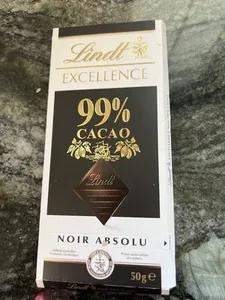 Lindt
EXCELLENCE
99%
CACAO
Lindt
NOIR ABSOLU
50g e